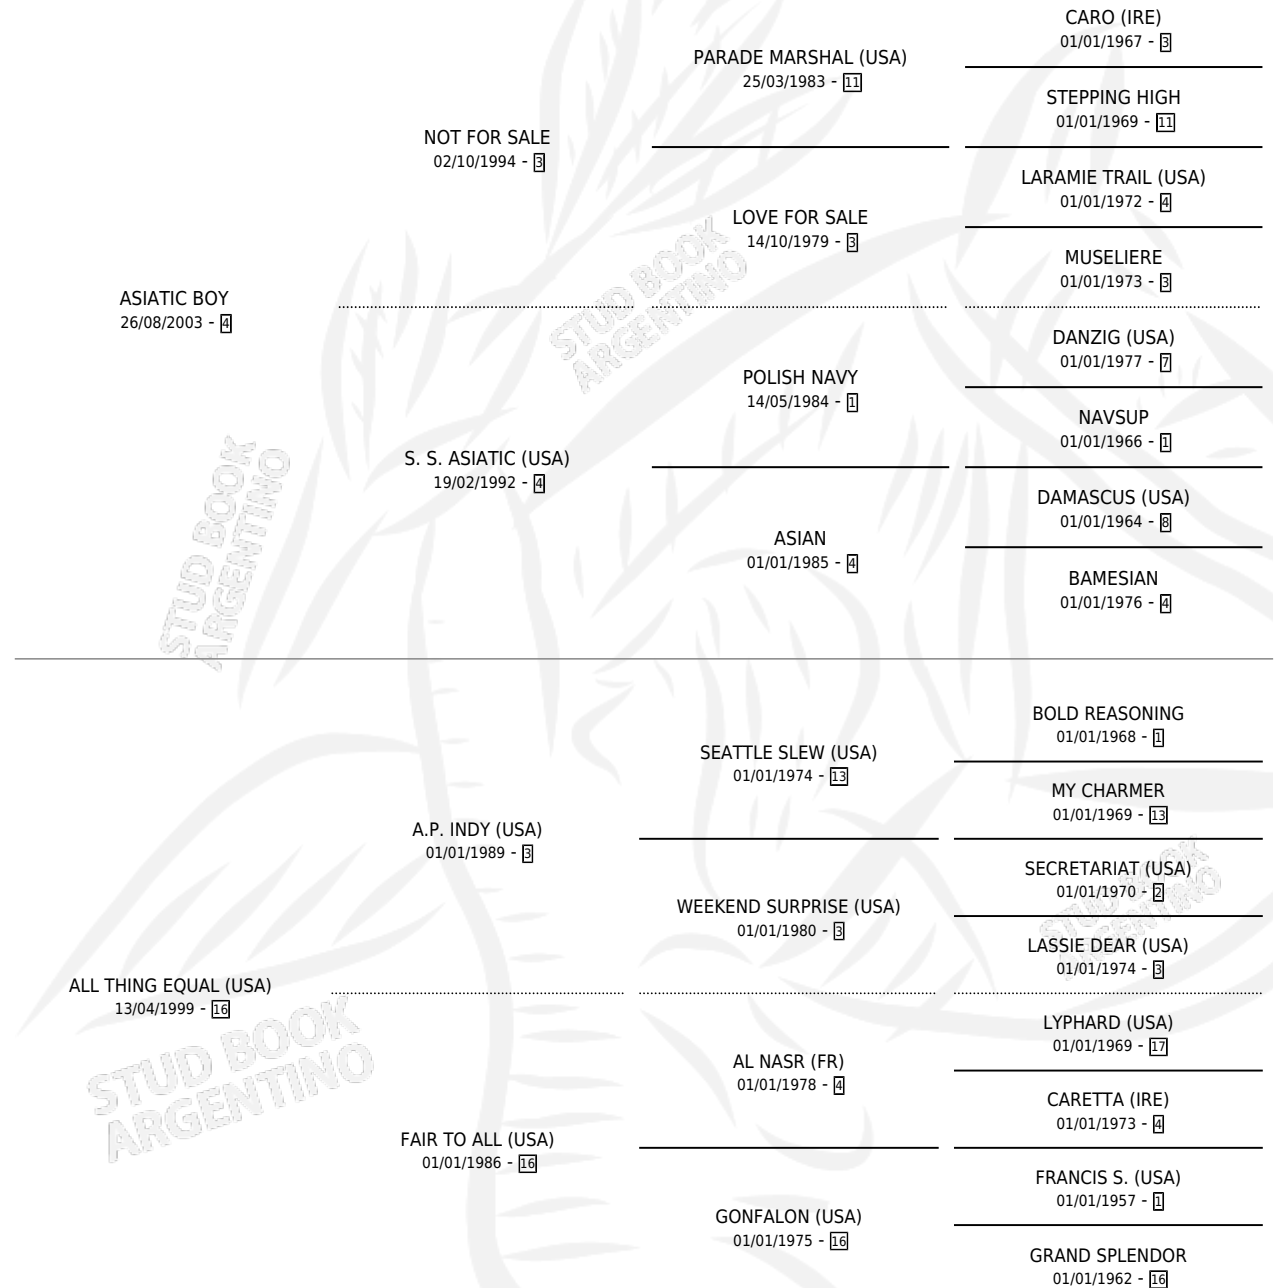 CARO (IRE)
01/01/1967 - 3
PARADE MARSHAL (USA)
25/03/1983 - 11
STEPPING HIGH
01/01/1969 - 11
NOT FOR SALE
02/10/1994 - 3
LARAMIE TRAIL (USA)
01/01/1972 - 4
LOVE FOR SALE
14/10/1979 - 3
MUSELIERE
01/01/1973 - 3
ASIATIC BOY
26/08/2003 - 4
DANZIG (USA)
01/01/1977 - 7
POLISH NAVY
14/05/1984 - 1
NAVSUP
01/01/1966 - 1
S. S. ASIATIC (USA)
19/02/1992 - 4
DAMASCUS (USA)
01/01/1964 - 8
ASIAN
01/01/1985 - 4
BAMESIAN
01/01/1976 - 4
STUD BOOK
ARGENTINO
STUD BOOK
ARGENTINO
BOLD REASONING
01/01/1968 - 1
SEATTLE SLEW (USA)
01/01/1974 - 13
MY CHARMER
01/01/1969 - 13
A.P. INDY (USA)
01/01/1989 - 3
SECRETARIAT (USA)
01/01/1970 - 2
WEEKEND SURPRISE (USA)
01/01/1980 - 3
LASSIE DEAR (USA)
01/01/1974 - 3
STUD BOOK
ARGENTINO
ALL THING EQUAL (USA)
13/04/1999 - 16
LYPHARD (USA)
01/01/1969 - 17
AL NASR (FR)
01/01/1978 - 4
CARETTA (IRE)
01/01/1973 - 4
STUD BOOK
ARGENTINO
FAIR TO ALL (USA)
01/01/1986 - 16
FRANCIS S. (USA)
01/01/1957 - 1
GONFALON (USA)
01/01/1975 - 16
GRAND SPLENDOR
01/01/1962 - 16